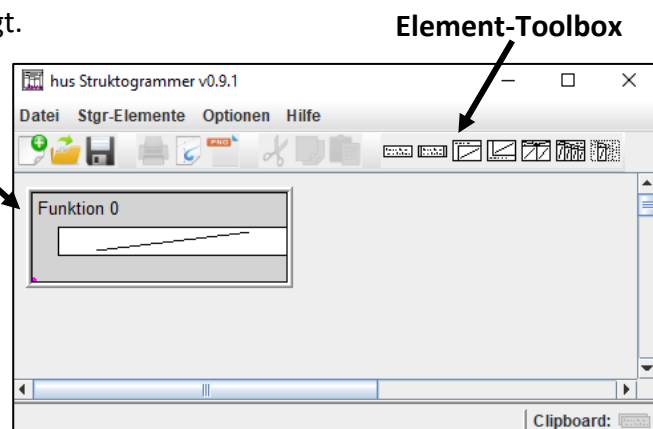 gt.
Element-Toolbox
hus Struktogrammer v0.9.1
Datei Stgr-Elemente Optionen Hilfe
PNG
Funktion 0
Clipboard: